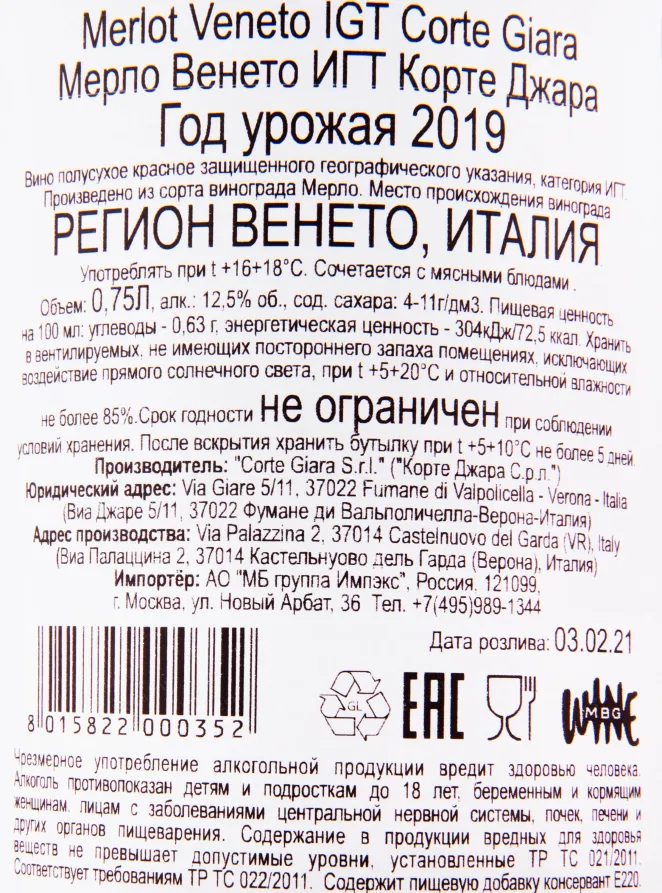 Merlot Veneto IGT Corte Giara
Мерло Венето ИГТ Корте Джара
Год урожая 2019
Вино полусухое красное защищенного географического указания, категория ИГТ.
Произведено из сорта винограда Мерло. Место происхождения винограда
РЕГИОН ВЕНЕТО, ИТАЛИЯ
Употреблять при t +16+18°C. Сочетается с мясными блюдами.
Объем: 0,75Л, алк.: 12,5% об., сод. сахара: 4-11г/дм3. Пищевая ценность
на 100 мл: углеводы - 0,63 г, энергетическая ценность - 304кДж/72,5 ккал. Хранить
в вентилируемых, не имеющих постороннего запаха помещениях, исключающих
воздействие прямого солнечного света, при t +5+20°C и относительной влажности
не более 85%.Срок годности не ограничен при соблюдении
условий хранения. После вскрытия хранить бутылку при t +5+10°C не более 5 дней.
Производитель: "Corte Giara S.r.l." ("Корте Джара С.р.л.")
Юридический адрес: Via Giare 5/11, 37022 Fumane di Valpolicella - Verona - Italia
(Виа Джаре 5/11, 37022 Фумане ди Вальполичелла-Верона-Италия)
Адрес производства: Via Palazzina 2, 37014 Castelnuovo del Garda (VR), Italy
(Виа Палаццина 2, 37014 Кастельнуово дель Гарда (Верона), Италия)
Импортёр: АО "МБ группа Импэкс", Россия, 121099,
г. Москва, ул. Новый Арбат, 36 Тел. +7(495)989-1344
Дата розлива: 03.02.21
8 015822 000352
GL
EAC
WINE
MBG
Чрезмерное употребление алкогольной продукции вредит здоровью человека.
Алкоголь противопоказан детям и подросткам до 18 лет, беременным и кормящим
женщинам, лицам с заболеваниями центральной нервной системы, почек, печени и
других органов пищеварения. Содержание в продукции вредных для здоровья
веществ не превышает допустимые уровни, установленные ТР ТС 021/2011.
Соответствует требованиям ТР ТС 022/2011. Содержит пищевую добавку консервант Е220.